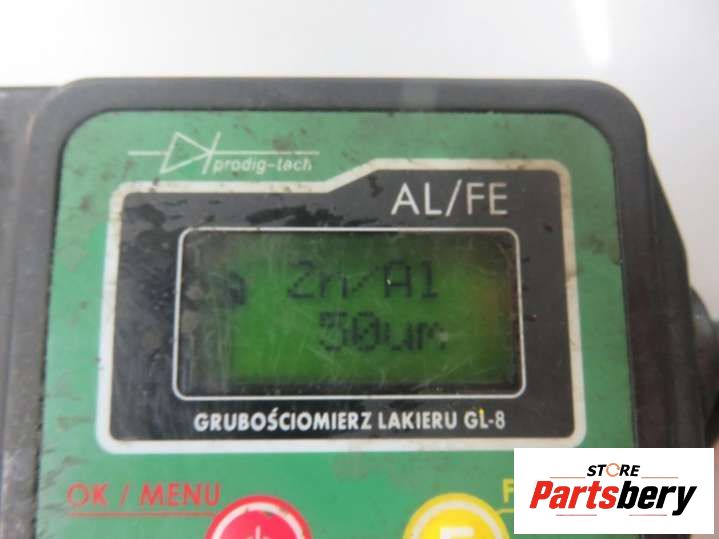 prodig-tech
AL/FE
Zn/Al
50um
GRUBOŚCIOMIERZ LAKIERU GL-8
OK / MENU
F
STORE
Partsbery